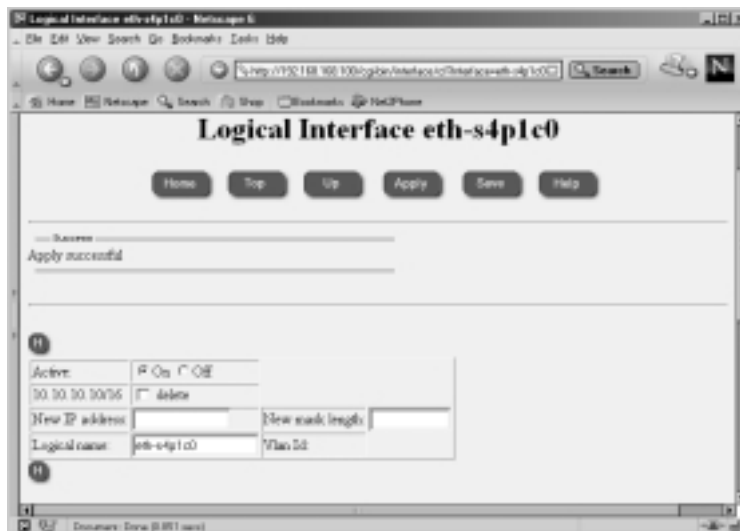 Logical Interface eth-s4p1c0 - Netscape 6
File Edit View Search Go Bookmarks Tasks Help
Search N
Home Netscape Search Shop Bookmarks Net2Phone
Logical Interface eth-s4p1c0
Home Top Up Apply Save Help
Success
Apply successful
H
Active: On Off
10.10.10.10/16 delete
New IP address: New mask length:
Logical name: eth-s4p1c0 Vlan Id:
H
Document: Done